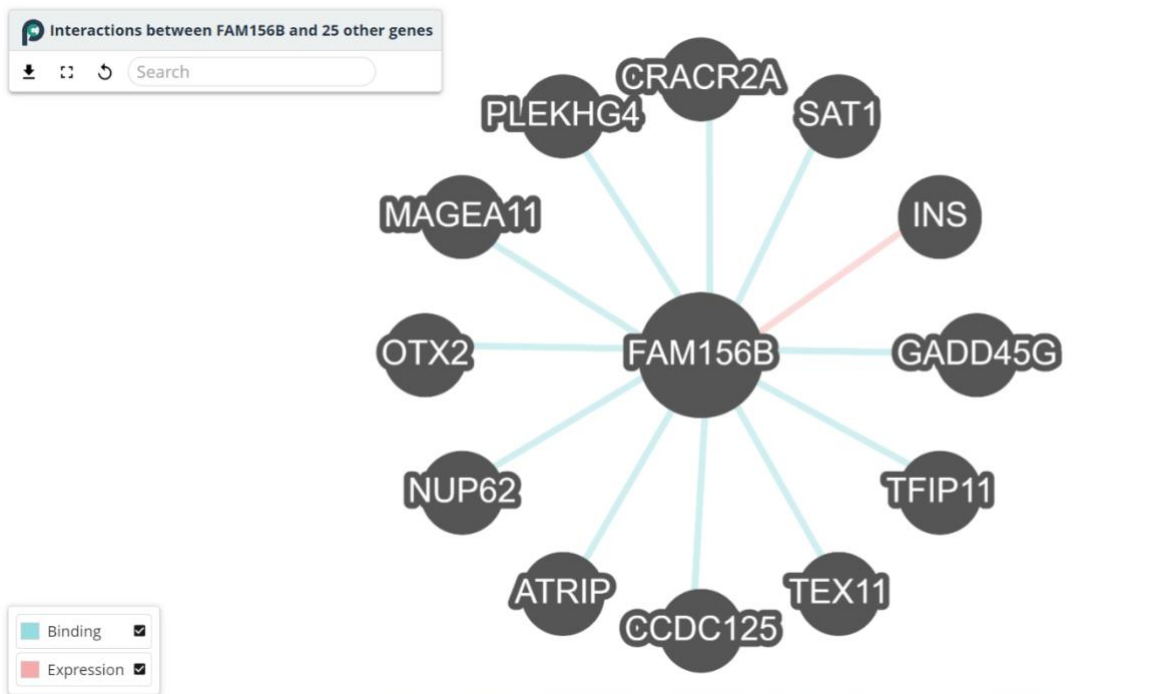 Interactions between FAM156B and 25 other genes
Search
CRACR2A
PLEKHG4
SAT1
MAGEA11
INS
OTX2
FAM156B
GADD45G
NUP62
TFIP11
ATRIP
TEX11
CCDC125
Binding
Expression